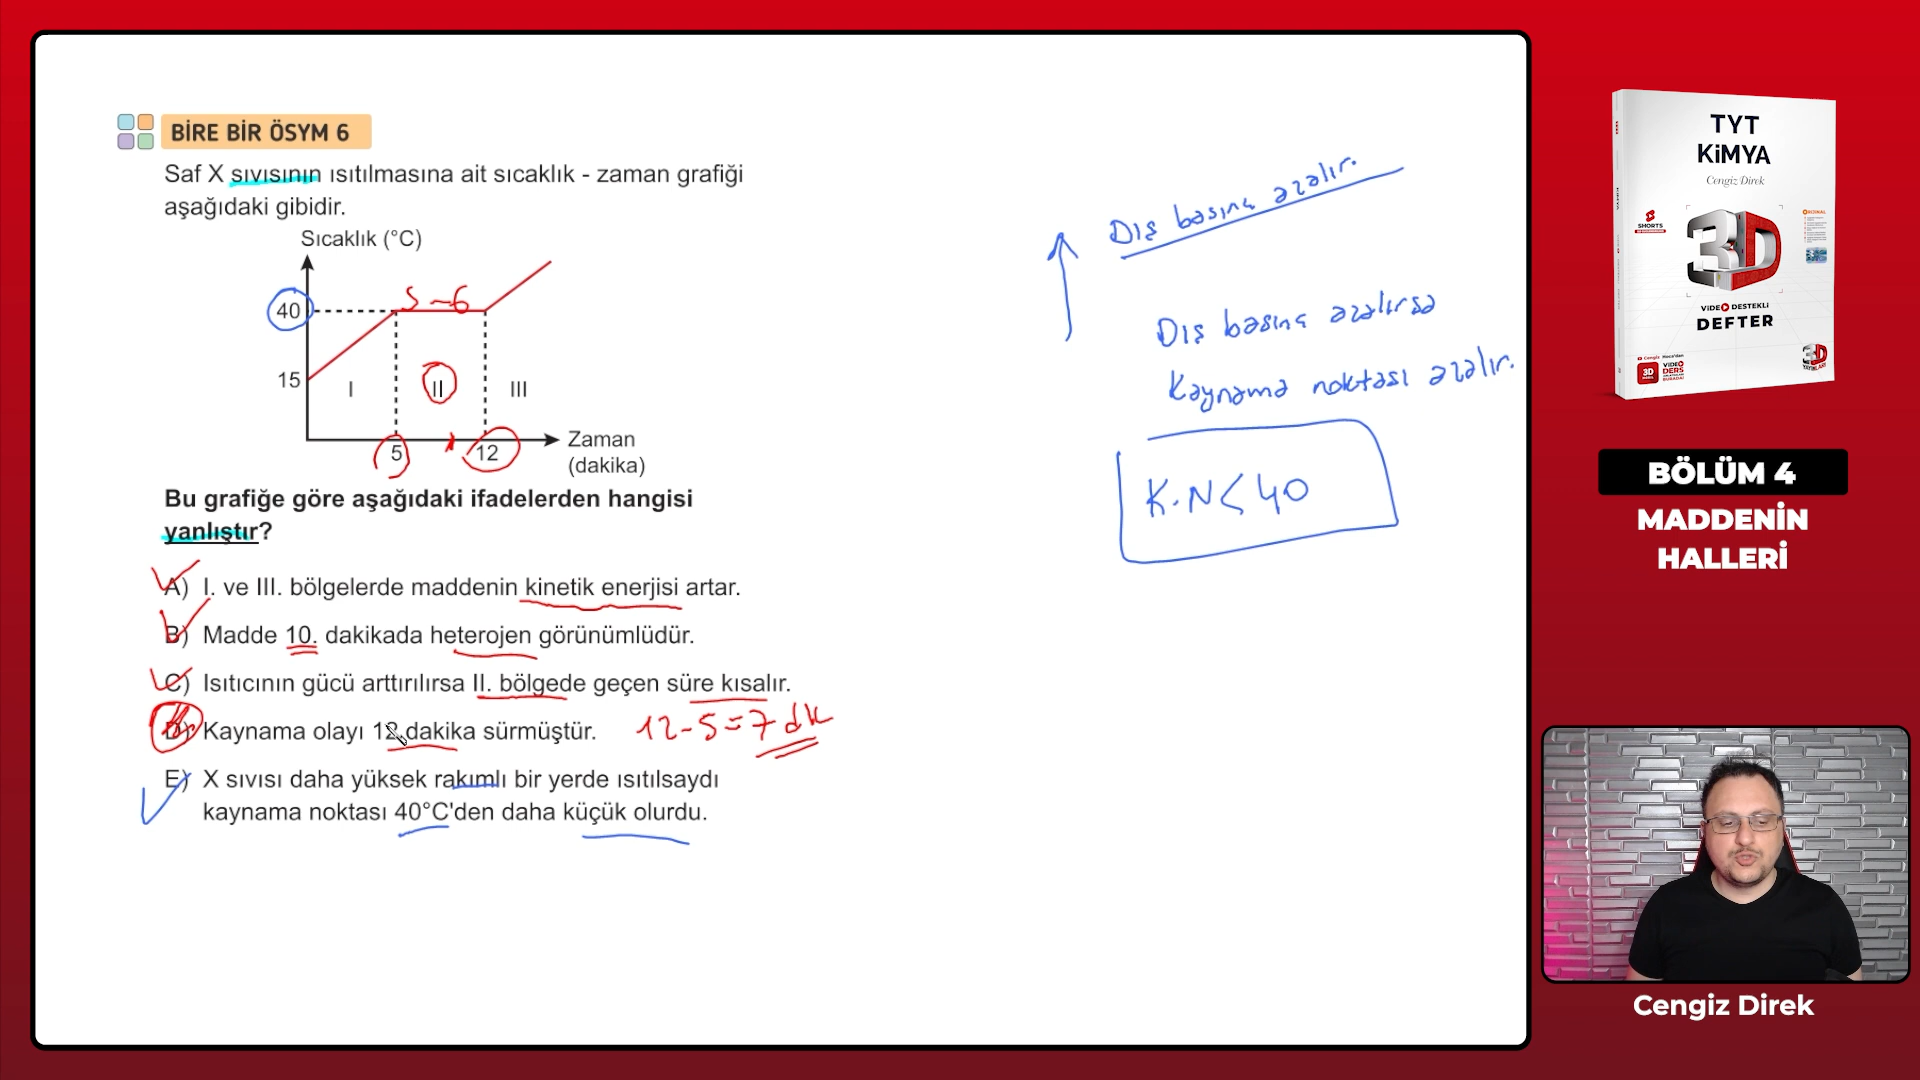 BİRE BİR ÖSYM 6
Saf X sıvısının ısıtılmasına ait sıcaklık - zaman grafiği
aşağıdaki gibidir.
Sıcaklık (°C)
40
S-G
15
I
II
III
5
12
Zaman
(dakika)
Bu grafiğe göre aşağıdaki ifadelerden hangisi
yanlıştır?
A) I. ve III. bölgelerde maddenin kinetik enerjisi artar.
B) Madde 10. dakikada heterojen görünümlüdür.
C) Isıtıcının gücü arttırılırsa II. bölgede geçen süre kısalır.
D) Kaynama olayı 12 dakika sürmüştür.
12-5=7 dk
E) X sıvısı daha yüksek rakımlı bir yerde ısıtılsaydı
kaynama noktası 40°C'den daha küçük olurdu.
Dış basınç azalır.
Dış basınç azalırsa
Kaynama noktası azalır.
K.N<40
TYT
KİMYA
Cengiz Direk
SHORTS
3D
VİDEO DESTEKLİ
DEFTER
VİDEO
DERS
BÖLÜM 4
MADDENİN
HALLERİ
Cengiz Direk